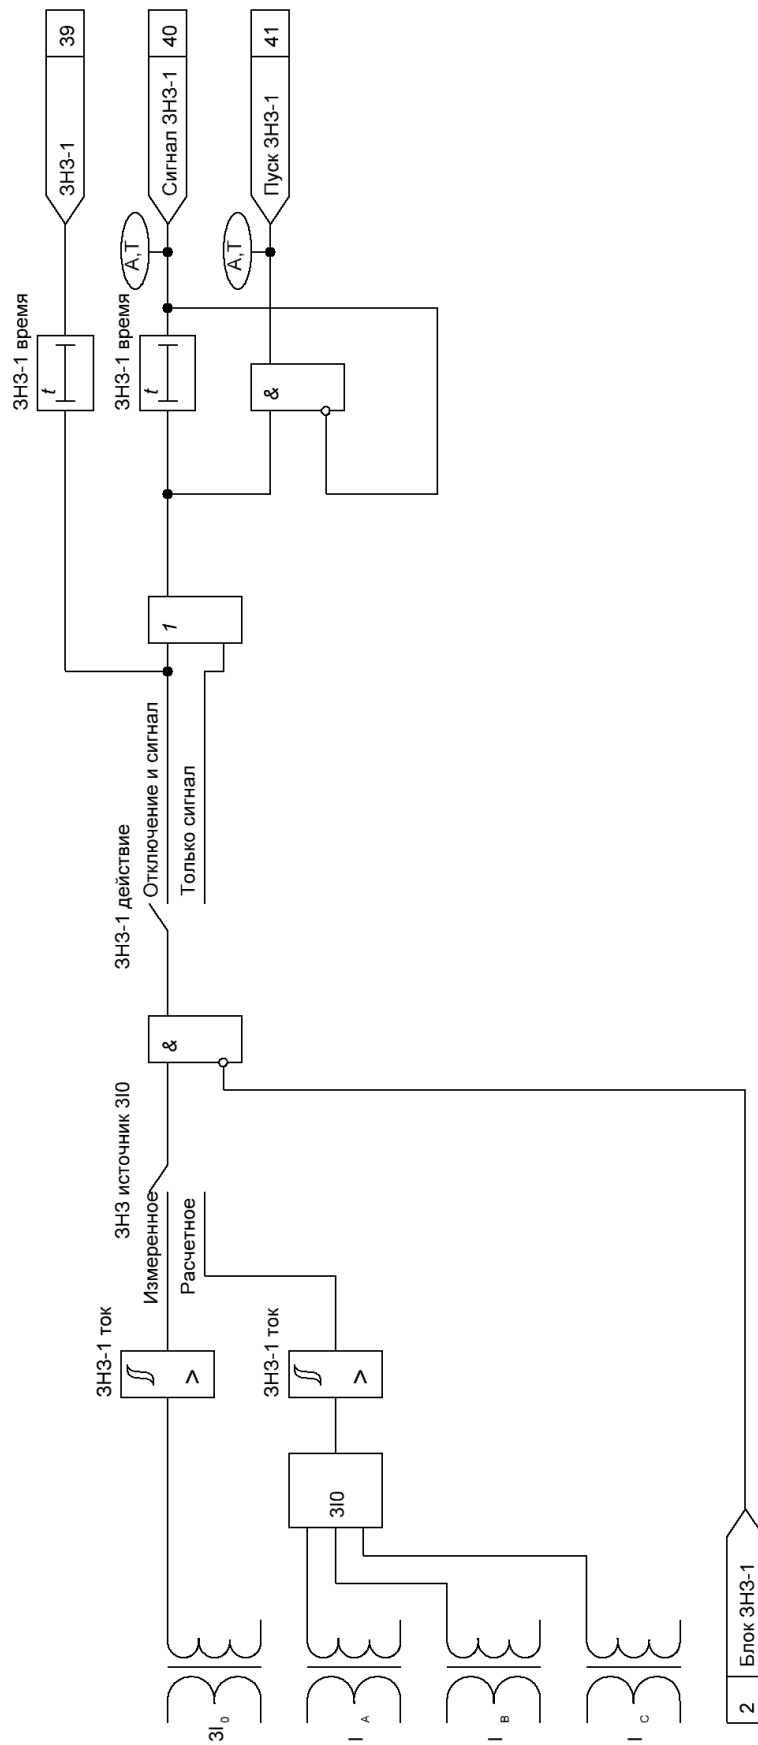 3I0
IA
IB
IC
2
Блок ЗНЗ-1
3I0
ЗНЗ-1 ток
>
ЗНЗ-1 ток
>
ЗНЗ источник 3I0
Измеренное
Расчетное
&
ЗНЗ-1 действие
Отключение и сигнал
Только сигнал
1
ЗНЗ-1 время
t
ЗНЗ-1 время
t
&
А,Т
А,Т
ЗНЗ-1
39
Сигнал ЗНЗ-1
40
Пуск ЗНЗ-1
41